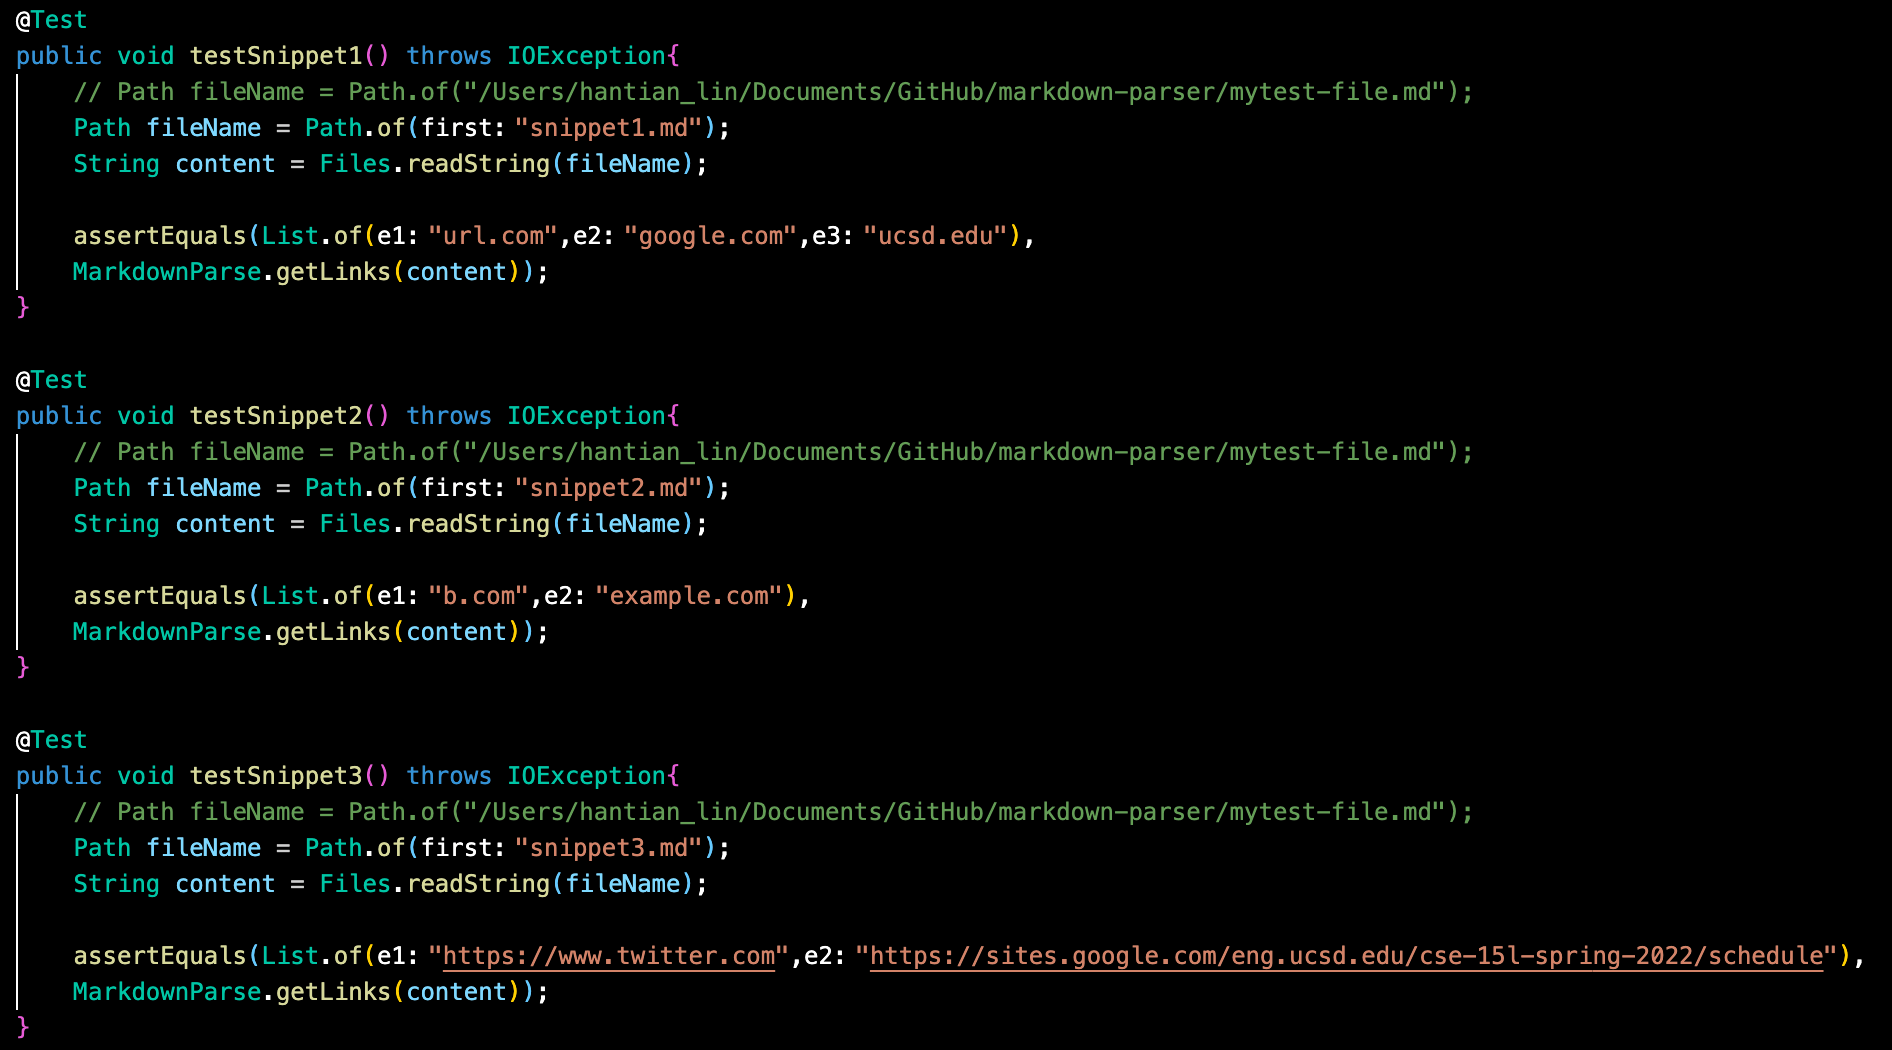 @Test
public void testSnippet1() throws IOException{
    // Path fileName = Path.of("/Users/hantian_lin/Documents/GitHub/markdown-parser/mytest-file.md");
    Path fileName = Path.of(first: "snippet1.md");
    String content = Files.readString(fileName);

    assertEquals(List.of(e1: "url.com",e2: "google.com",e3: "ucsd.edu"),
    MarkdownParse.getLinks(content));
}

@Test
public void testSnippet2() throws IOException{
    // Path fileName = Path.of("/Users/hantian_lin/Documents/GitHub/markdown-parser/mytest-file.md");
    Path fileName = Path.of(first: "snippet2.md");
    String content = Files.readString(fileName);

    assertEquals(List.of(e1: "b.com",e2: "example.com"),
    MarkdownParse.getLinks(content));
}

@Test
public void testSnippet3() throws IOException{
    // Path fileName = Path.of("/Users/hantian_lin/Documents/GitHub/markdown-parser/mytest-file.md");
    Path fileName = Path.of(first: "snippet3.md");
    String content = Files.readString(fileName);

    assertEquals(List.of(e1: "https://www.twitter.com",e2: "https://sites.google.com/eng.ucsd.edu/cse-15l-spring-2022/schedule"),
    MarkdownParse.getLinks(content));
}